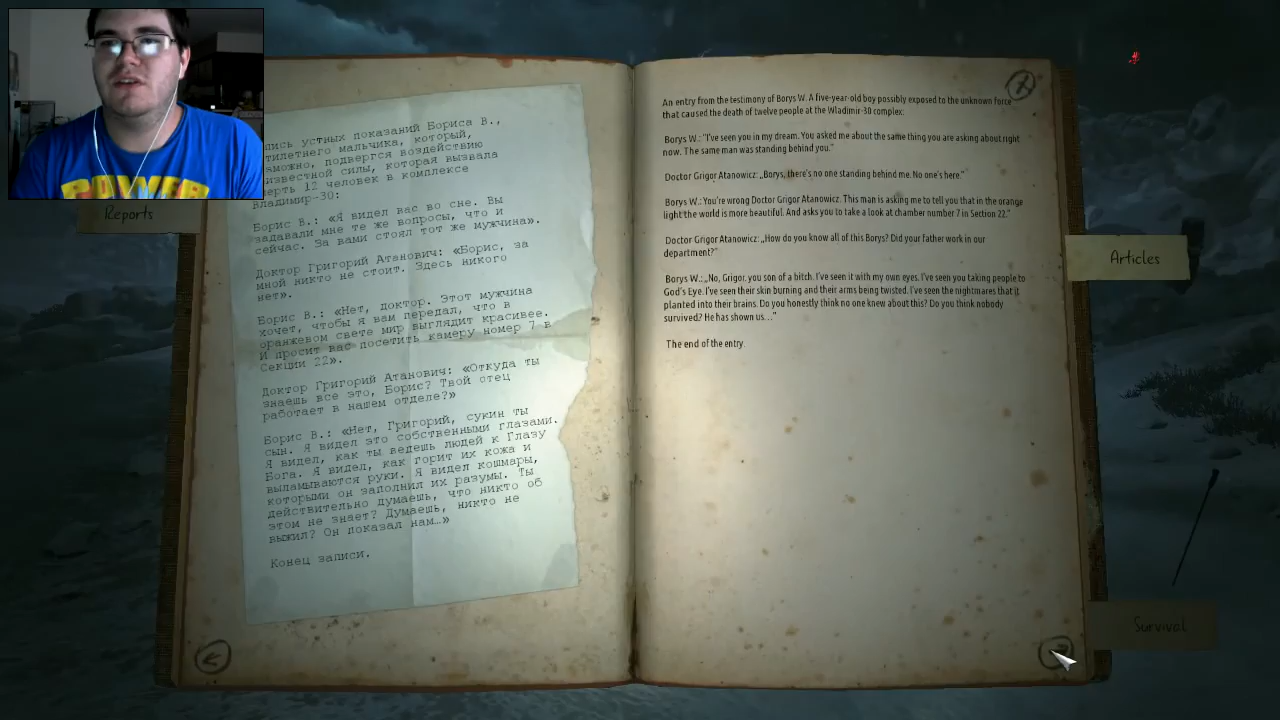 POWER
Reports
пись устных показаний Бориса В.,
тилетнего мальчика, который,
зможно, подвергся воздействию
известной силы, которая вызвала
мерть 12 человек в комплексе
владимир-30:
Борис В.: «Я видел вас во сне. Вы
задавали мне те же вопросы, что и
сейчас. За вами стоял тот же мужчина».
Доктор Григорий Атанович: «Борис, за
мной никто не стоит. Здесь никого
нет».
Борис В.: «Нет, доктор. Этот мужчина
хочет, чтобы я вам передал, что в
оранжевом свете мир выглядит красивее.
И просит вас посетить камеру номер 7 в
Секции 22».
Доктор Григорий Атанович: «Откуда ты
знаешь все это, Борис? Твой отец
работает в нашем отделе?»
Борис В.: «Нет, Григорий, сукин ты
сын. Я видел это собственными глазами.
Я видел, как ты ведешь людей к Глазу
Бога. Я видел, как горит их кожа и
выламываются руки. Я видел кошмары,
которыми он заполнил их разумы. Ты
действительно думаешь, что никто об
этом не знает? Думаешь, никто не
выжил? Он показал нам…»
Конец записи.
An entry from the testimony of Borys W. A five-year-old boy possibly exposed to the unknown force
that caused the death of twelve people at the Wladimir-30 complex:
Borys W.: "I've seen you in my dream. You asked me about the same thing you are asking about right
now. The same man was standing behind you."
Doctor Grigor Atanowicz: „Borys, there's no one standing behind me. No one's here."
Borys W.: You're wrong Doctor Grigor Atanowicz. This man is asking me to tell you that in the orange
light the world is more beautiful. And asks you to take a look at chamber number 7 in Section 22."
Doctor Grigor Atanowicz: „How do you know all of this Borys? Did your father work in our
department?"
Borys W.: „No, Grigor, you son of a bitch. I've seen it with my own eyes. I've seen you taking people to
God's Eye. I've seen their skin burning and their arms being twisted. I've seen the nightmares that it
planted into their brains. Do you honestly think no one knew about this? Do you think nobody
survived? He has shown us…"
The end of the entry.
Articles
Survival